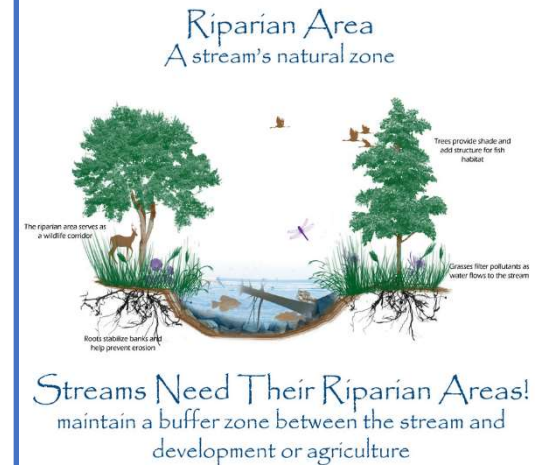 Riparian Area
A stream's natural zone
Trees provide shade and
add structure for fish
habitat
The riparian area serves as
a wildlife corridor
Grasses filter pollutants as
water flows to the stream
Roots stabilize banks and
help prevent erosion
Streams Need Their Riparian Areas!
maintain a buffer zone between the stream and
development or agriculture